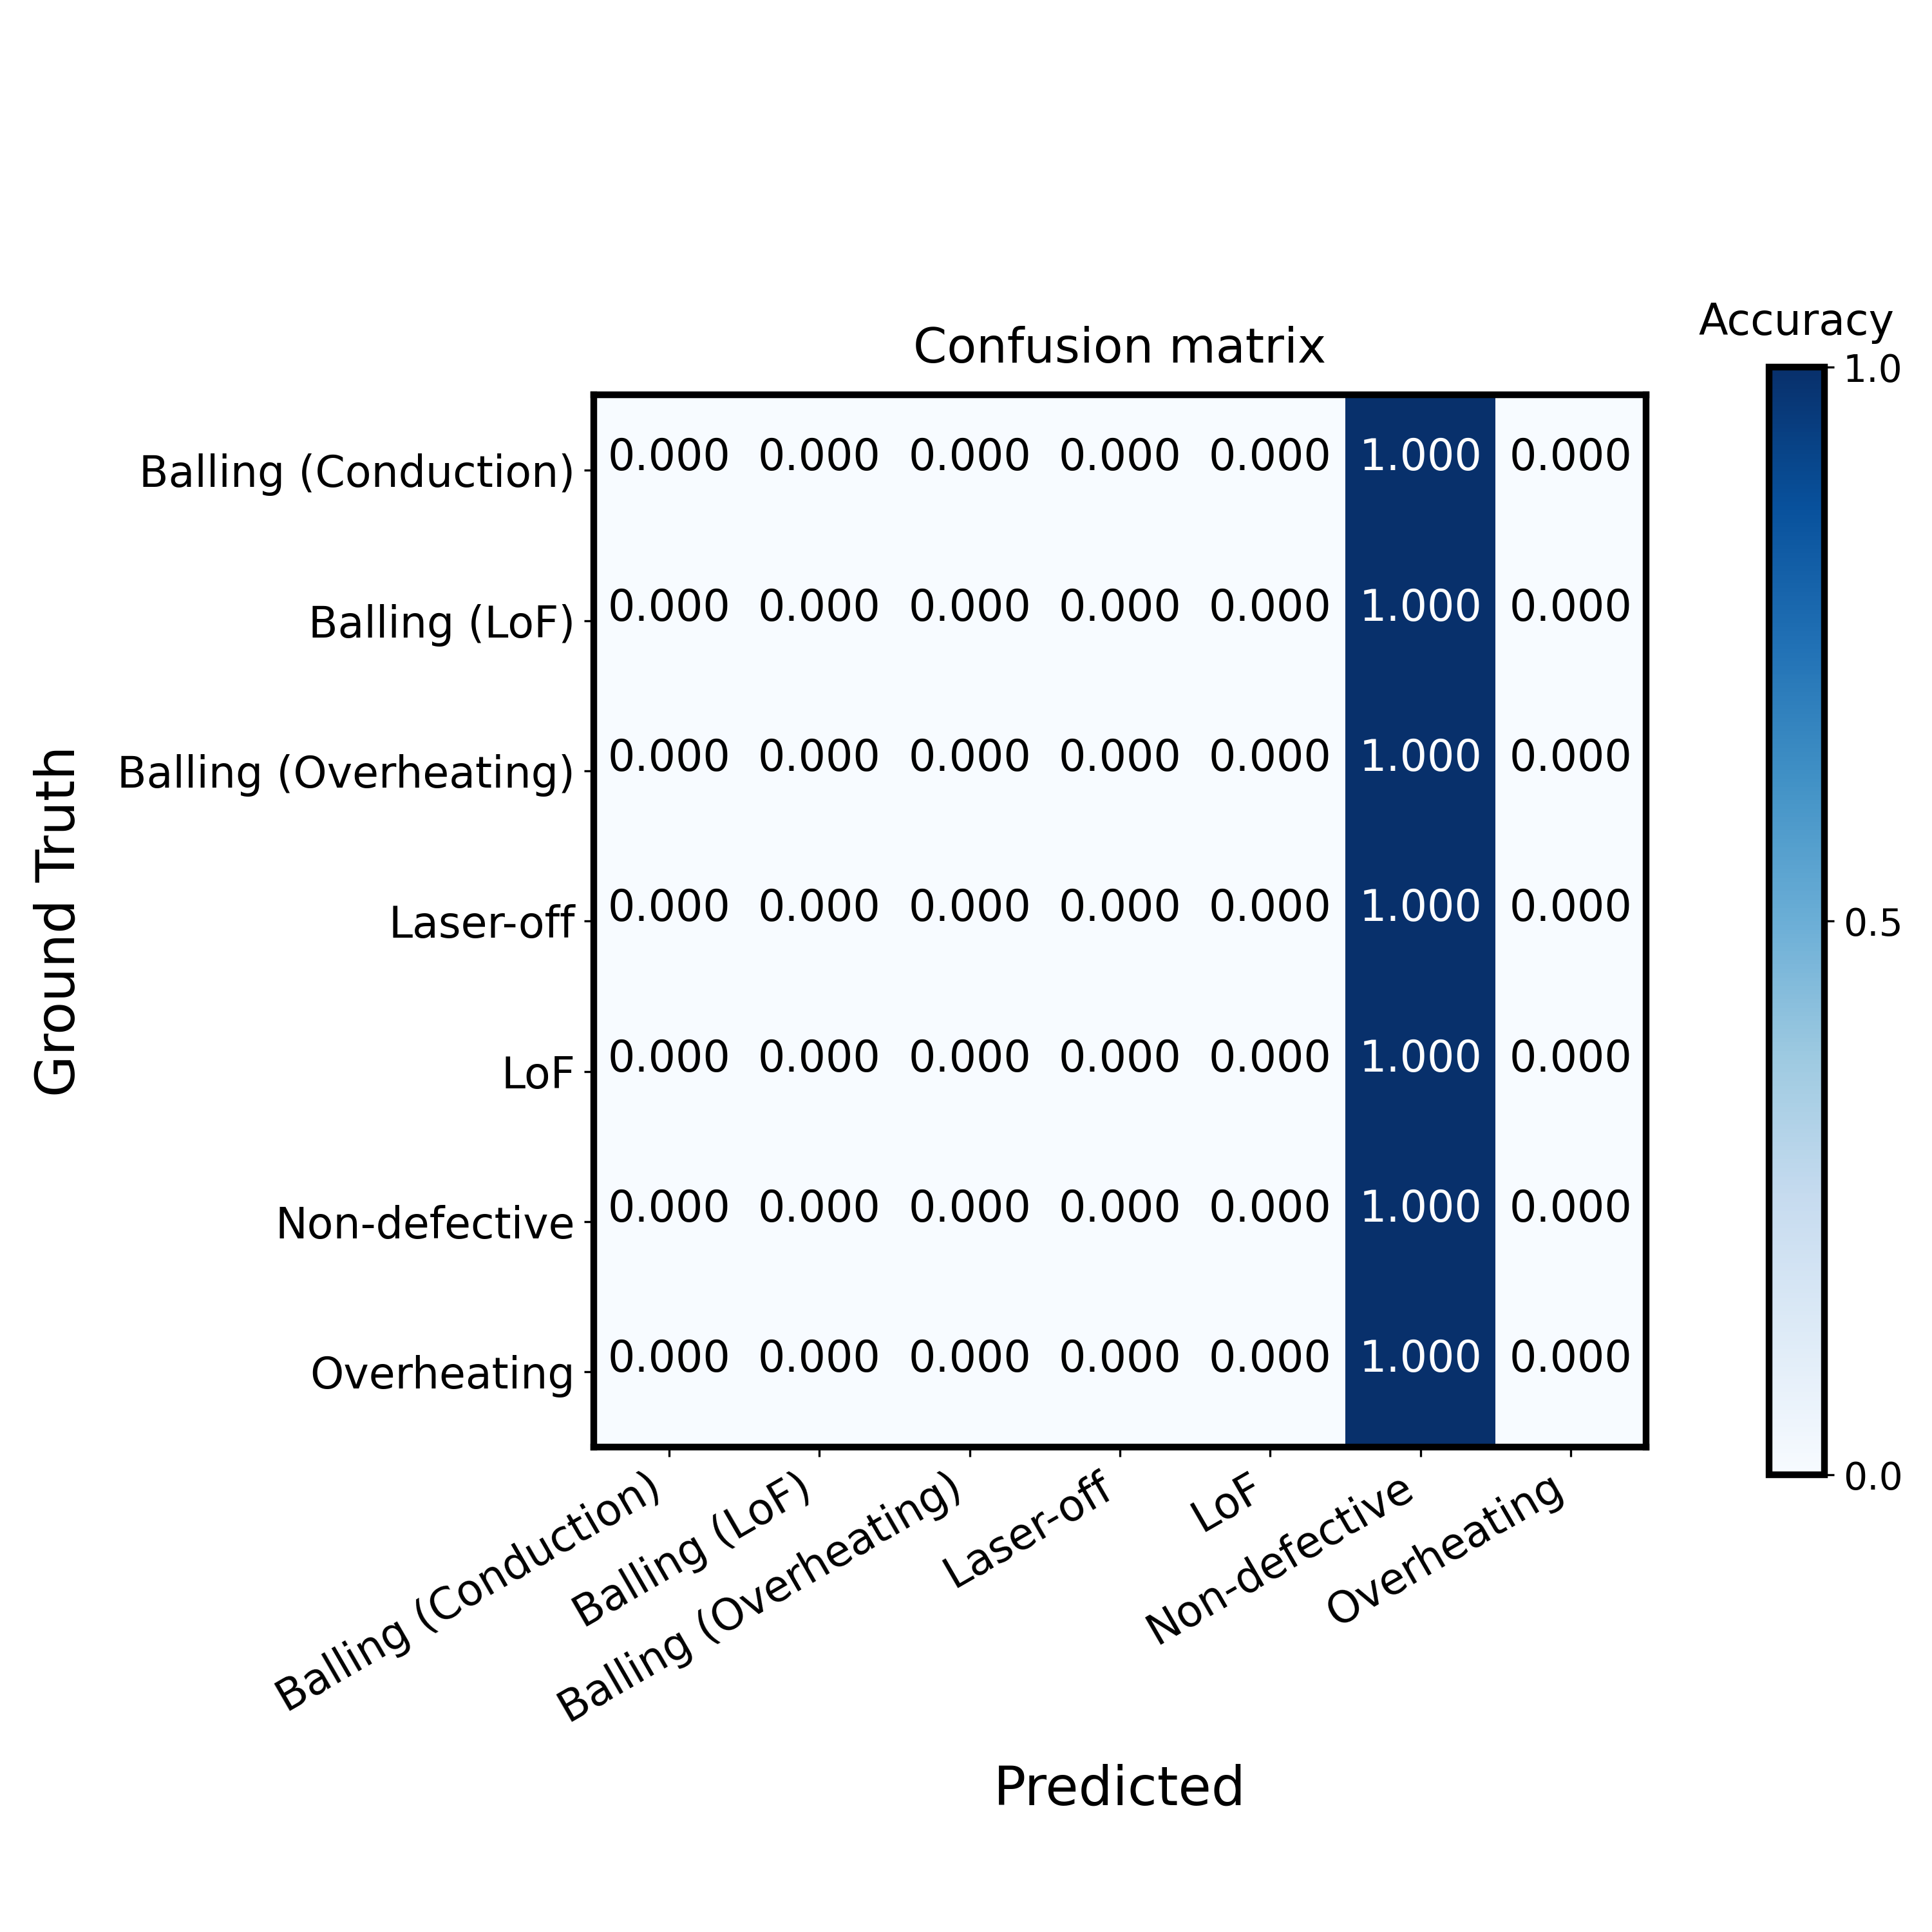 Accuracy
Confusion matrix
1.0
0.5
0.0
Ground Truth
Balling (Conduction) 0.000 0.000 0.000 0.000 0.000 1.000 0.000
Balling (LoF) 0.000 0.000 0.000 0.000 0.000 1.000 0.000
Balling (Overheating) 0.000 0.000 0.000 0.000 0.000 1.000 0.000
Laser-off 0.000 0.000 0.000 0.000 0.000 1.000 0.000
LoF 0.000 0.000 0.000 0.000 0.000 1.000 0.000
Non-defective 0.000 0.000 0.000 0.000 0.000 1.000 0.000
Overheating 0.000 0.000 0.000 0.000 0.000 1.000 0.000
Balling (Conduction)
Balling (LoF)
Balling (Overheating)
Laser-off
LoF
Non-defective
Overheating
Predicted